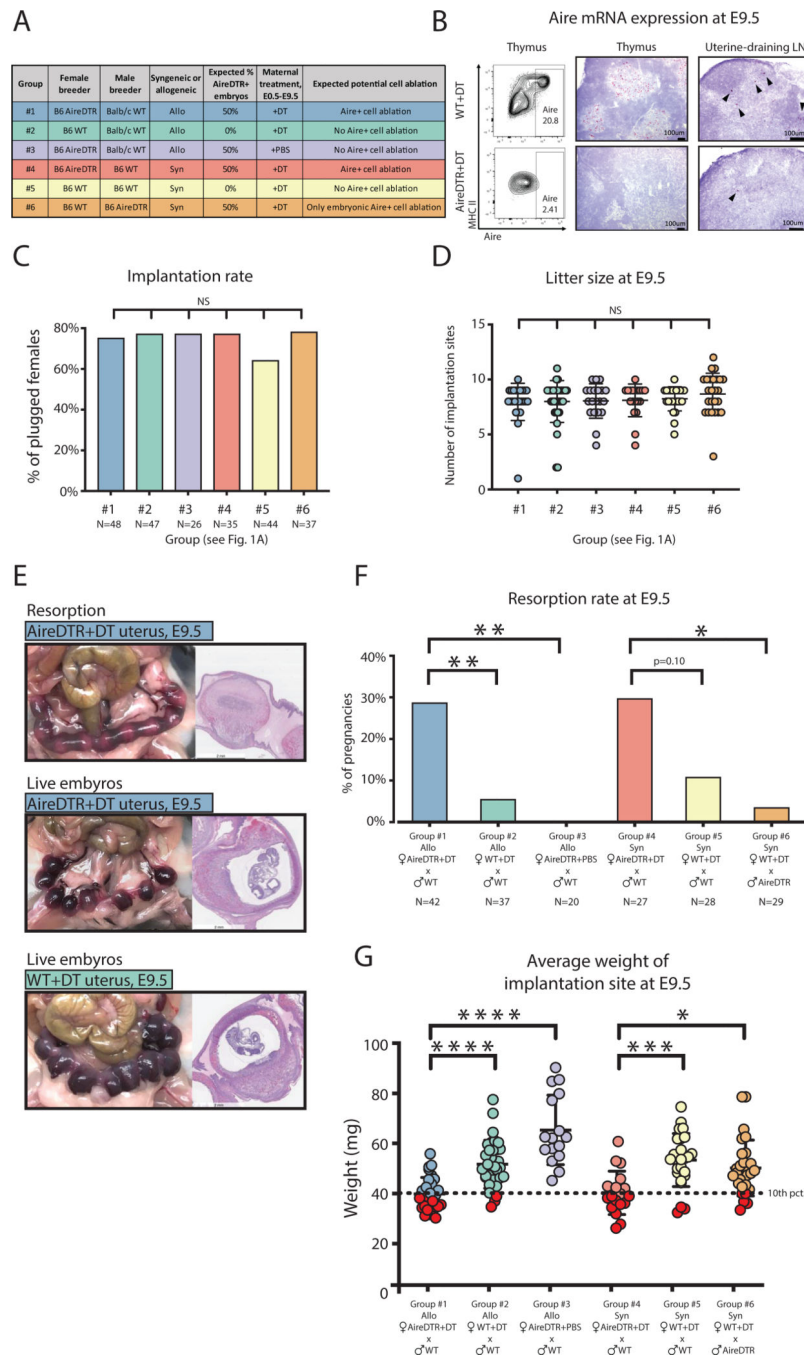 A
Group
Female breeder
Male breeder
Syngeneic or allogeneic
Expected % AireDTR+ embryos
Maternal treatment, E0.5-E9.5
Expected potential cell ablation
#1 B6 AireDTR Balb/c WT Allo 50% +DT Aire+ cell ablation
#2 B6 WT Balb/c WT Allo 0% +DT No Aire+ cell ablation
#3 B6 AireDTR Balb/c WT Allo 50% +PBS No Aire+ cell ablation
#4 B6 AireDTR B6 WT Syn 50% +DT Aire+ cell ablation
#5 B6 WT B6 WT Syn 0% +DT No Aire+ cell ablation
#6 B6 WT B6 AireDTR Syn 50% +DT Only embryonic Aire+ cell ablation
B
Aire mRNA expression at E9.5
Thymus
Thymus
Uterine-draining LN
WT+DT
Aire
20.8
100um
100um
AireDTR+DT
MHC II
Aire
2.41
Aire
100um
100um
C
Implantation rate
NS
% of plugged females
80%
60%
40%
20%
0%
#1 #2 #3 #4 #5 #6
N=48 N=47 N=26 N=35 N=44 N=37
Group (see Fig. 1A)
D
Litter size at E9.5
NS
Number of implantation sites
15
10
5
0
#1 #2 #3 #4 #5 #6
Group (see Fig. 1A)
E
Resorption
AireDTR+DT uterus, E9.5
Live embyros
AireDTR+DT uterus, E9.5
Live embyros
WT+DT uterus, E9.5
F
Resorption rate at E9.5
**
**
*
p=0.10
% of pregnancies
40%
30%
20%
10%
0%
Group #1 Group #2 Group #3 Group #4 Group #5 Group #6
Allo Allo Allo Syn Syn Syn
♀AireDTR+DT ♀WT+DT ♀AireDTR+PBS ♀AireDTR+DT ♀WT+DT ♀WT+DT
x x x x x x
♂WT ♂WT ♂WT ♂WT ♂WT ♂AireDTR
N=42 N=37 N=20 N=27 N=28 N=29
G
Average weight of
implantation site at E9.5
****
****
*
***
Weight (mg)
100
80
60
40
20
0
10th pct
Group #1 Group #2 Group #3 Group #4 Group #5 Group #6
Allo Allo Allo Syn Syn Syn
♀AireDTR+DT ♀WT+DT ♀AireDTR+PBS ♀AireDTR+DT ♀WT+DT ♀WT+DT
x x x x x x
♂WT ♂WT ♂WT ♂WT ♂WT ♂AireDTR